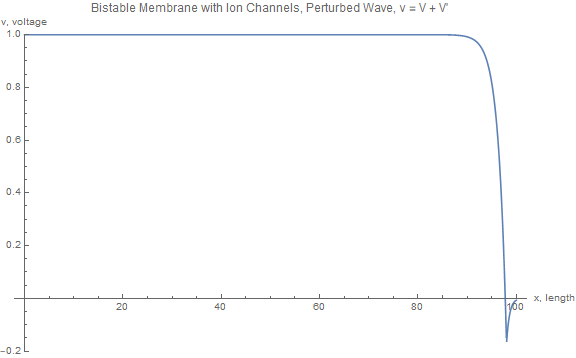 Bistable Membrane with Ion Channels, Perturbed Wave, v = V + V'
v, voltage
1.0
0.8
0.6
0.4
0.2
-0.2
20 40 60 80 100 x, length